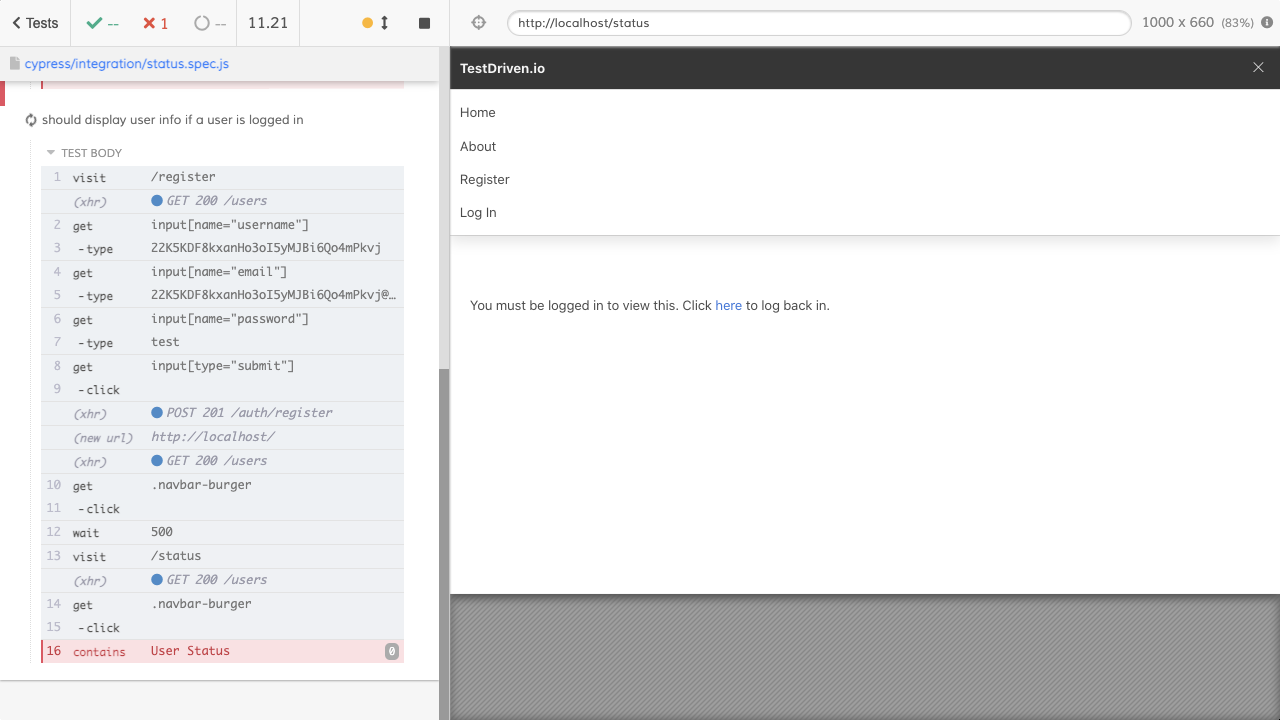 Tests
--
1
--
11.21
http://localhost/status
1000 x 660 (83%)
cypress/integration/status.spec.js
should display user info if a user is logged in
TEST BODY
1 visit /register
(xhr) GET 200 /users
2 get input[name="username"]
3 -type 22K5KDF8kxanHo3oI5yMJBi6Qo4mPkvj
4 get input[name="email"]
5 -type 22K5KDF8kxanHo3oI5yMJBi6Qo4mPkvj@…
6 get input[name="password"]
7 -type test
8 get input[type="submit"]
9 -click
(xhr) POST 201 /auth/register
(new url) http://localhost/
(xhr) GET 200 /users
10 get .navbar-burger
11 -click
12 wait 500
13 visit /status
(xhr) GET 200 /users
14 get .navbar-burger
15 -click
16 contains User Status 0
TestDriven.io
Home
About
Register
Log In
You must be logged in to view this. Click here to log back in.